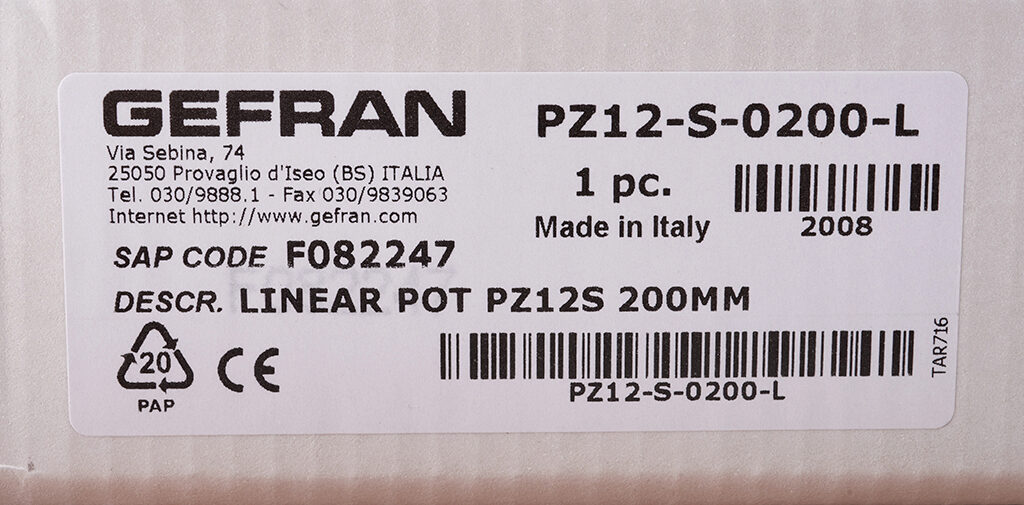 GEFRAN
Via Sebina, 74
25050 Provaglio d'Iseo (BS) ITALIA
Tel. 030/9888.1 - Fax 030/9839063
Internet http://www.gefran.com
PZ12-S-0200-L
1 pc.
Made in Italy
2008
SAP CODE F082247
DESCR. LINEAR POT PZ12S 200MM
20
PAP
CE
PZ12-S-0200-L
TAR716